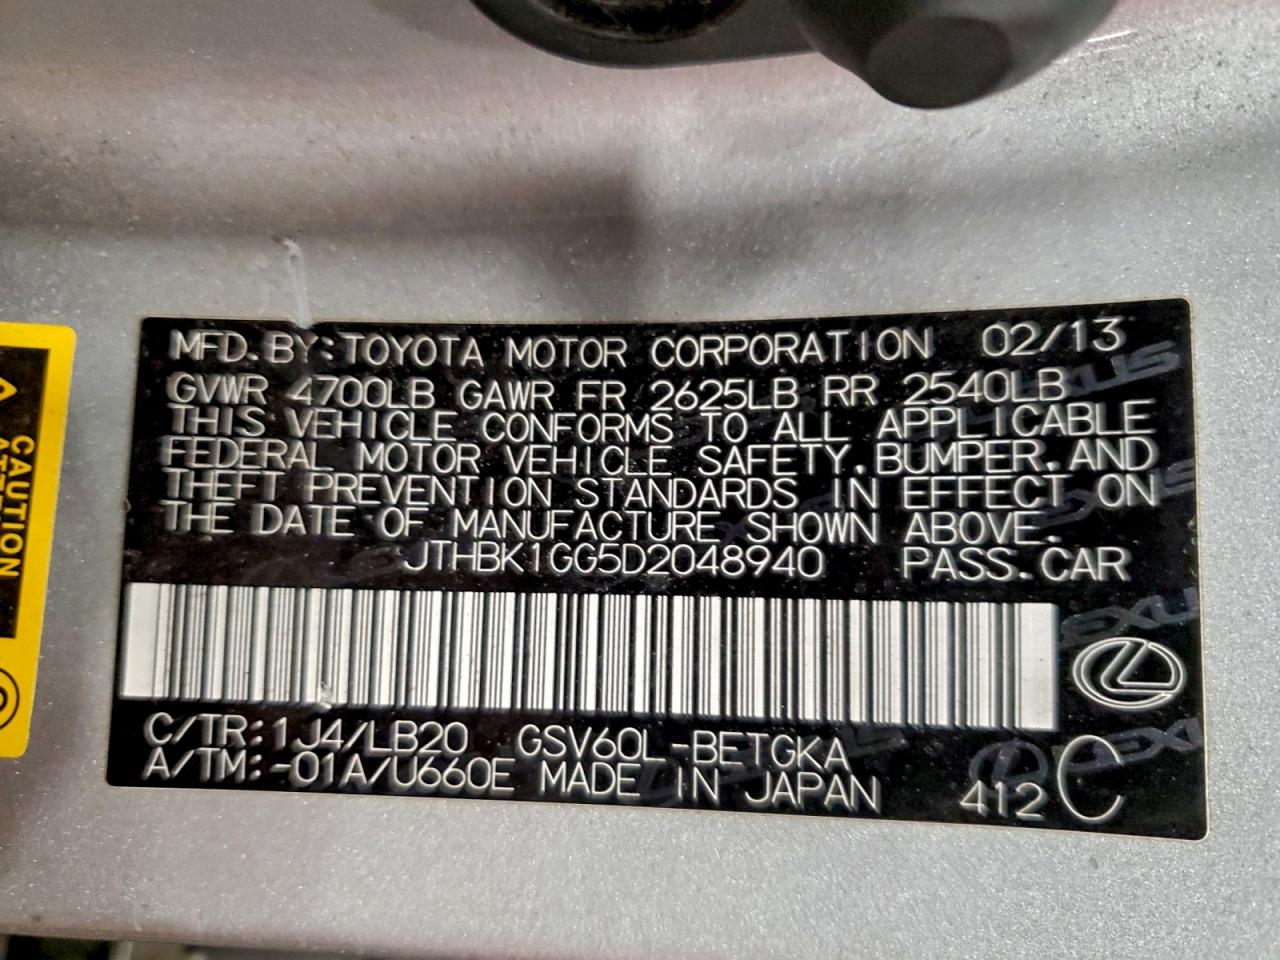 MFD. BY: TOYOTA MOTOR CORPORATION 02/13
GVWR 4700LB GAWR FR 2625LB RR 2540LB
THIS VEHICLE CONFORMS TO ALL APPLICABLE
FEDERAL MOTOR VEHICLE SAFETY, BUMPER, AND
THEFT PREVENTION STANDARDS IN EFFECT ON
THE DATE OF MANUFACTURE SHOWN ABOVE.
JTHBK1GG5D2048940 PASS. CAR
C/TR: 1J4/LB20 GSV60L-BETGKA
A/TM: -01A/U660E MADE IN JAPAN 412 C
CAUTION